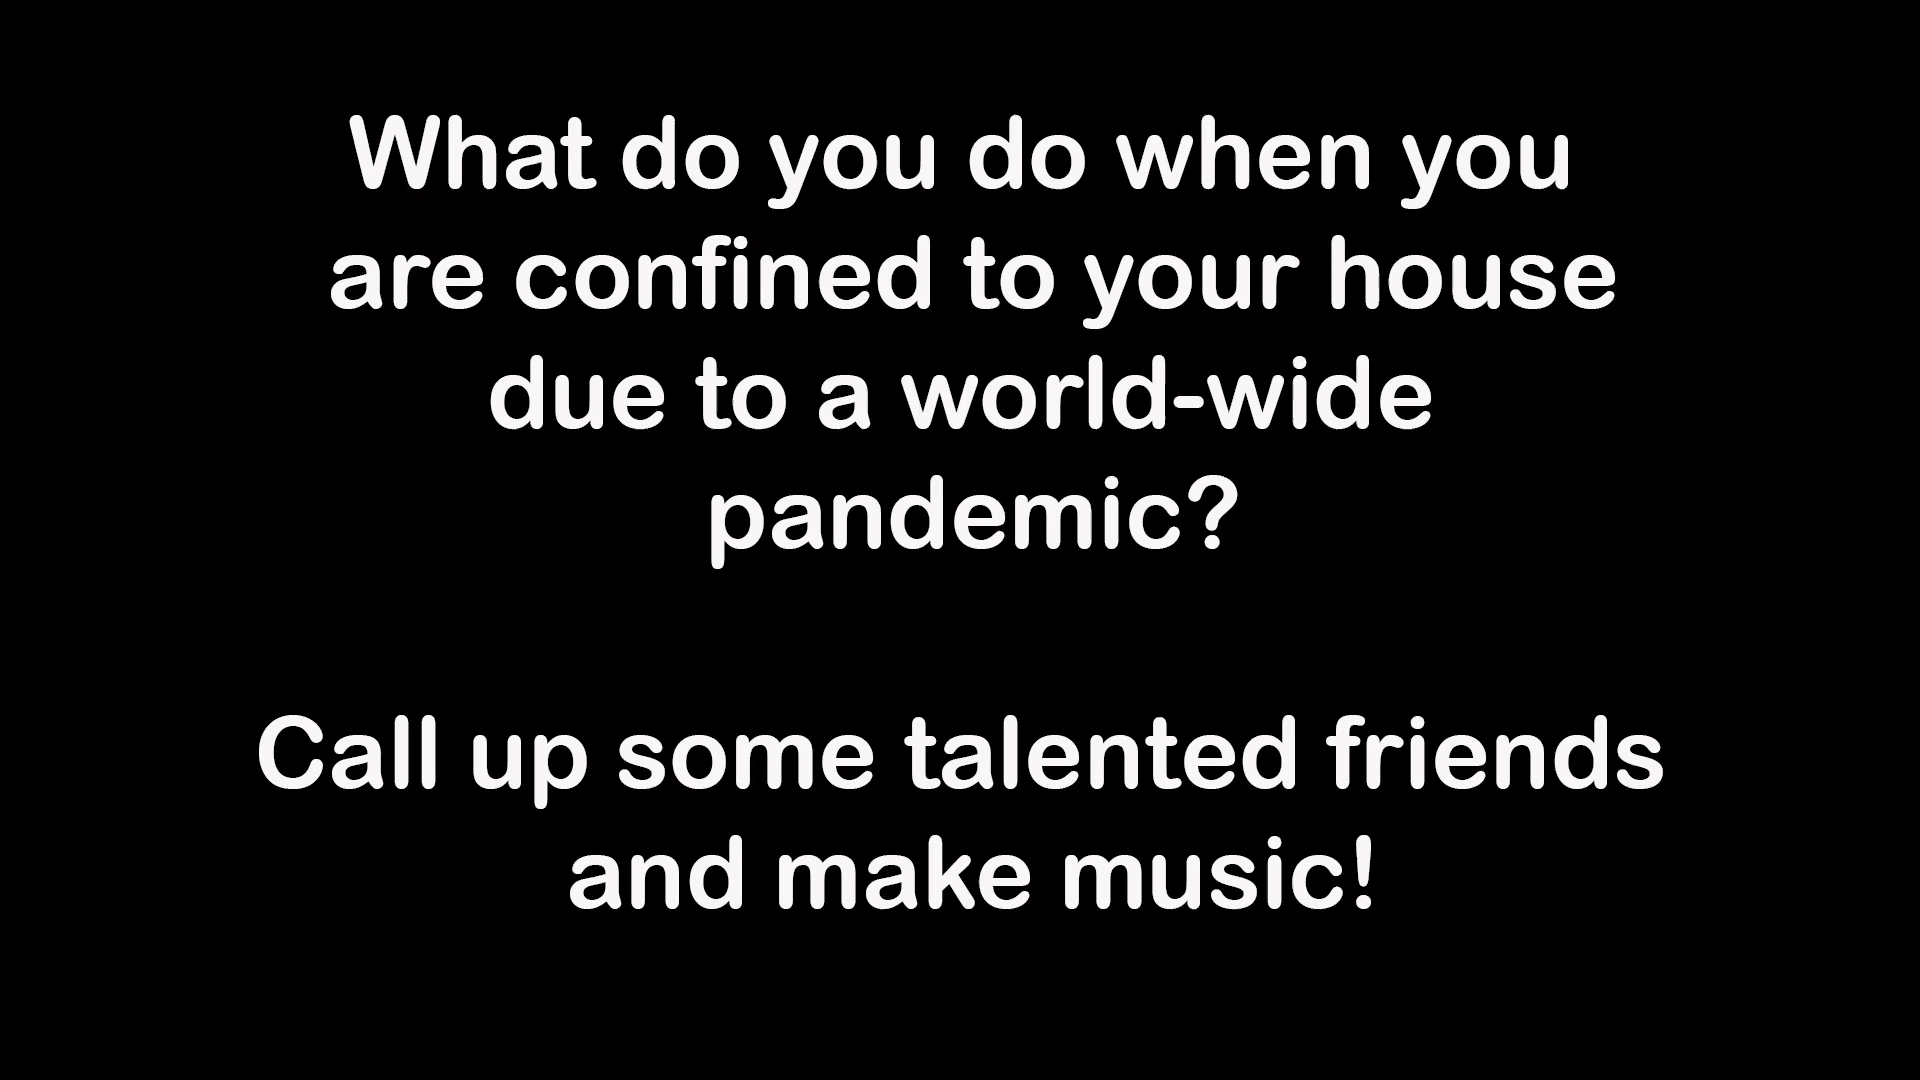 What do you do when you
are confined to your house
due to a world-wide
pandemic?
Call up some talented friends
and make music!